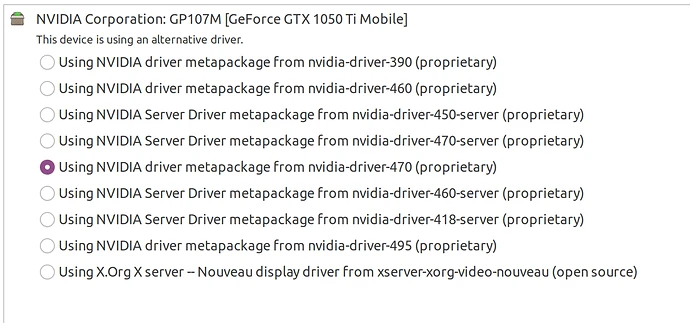 NVIDIA Corporation: GP107M [GeForce GTX 1050 Ti Mobile]
This device is using an alternative driver.
Using NVIDIA driver metapackage from nvidia-driver-390 (proprietary)
Using NVIDIA driver metapackage from nvidia-driver-460 (proprietary)
Using NVIDIA Server Driver metapackage from nvidia-driver-450-server (proprietary)
Using NVIDIA Server Driver metapackage from nvidia-driver-470-server (proprietary)
Using NVIDIA driver metapackage from nvidia-driver-470 (proprietary)
Using NVIDIA Server Driver metapackage from nvidia-driver-460-server (proprietary)
Using NVIDIA Server Driver metapackage from nvidia-driver-418-server (proprietary)
Using NVIDIA driver metapackage from nvidia-driver-495 (proprietary)
Using X.Org X server -- Nouveau display driver from xserver-xorg-video-nouveau (open source)